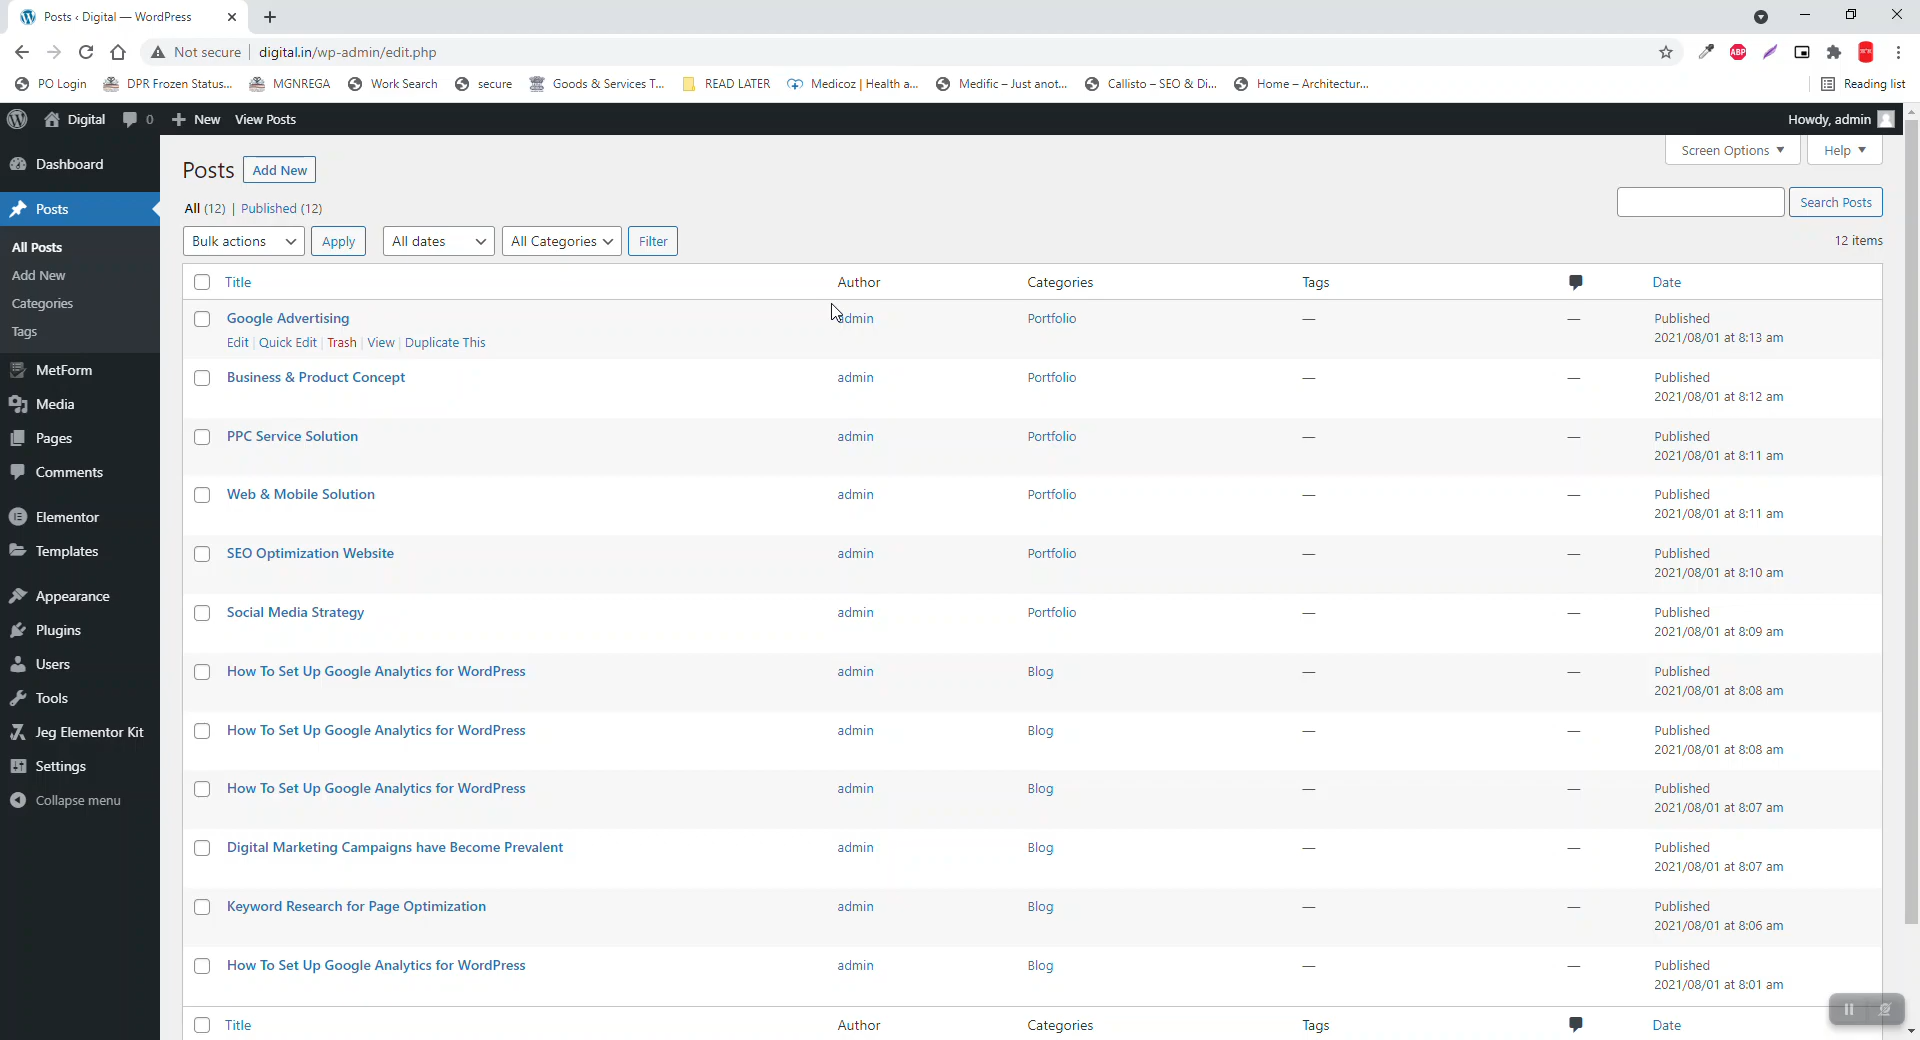 Posts ‹ Digital — WordPress
Not secure | digital.in/wp-admin/edit.php
PO Login DPR Frozen Status... MGNREGA Work Search secure Goods & Services T... READ LATER Medicoz | Health a... Medific – Just anot... Callisto – SEO & Di... Home – Architectur... Reading list
Digital 0 New View Posts Howdy, admin
Screen Options Help
Dashboard
Posts
All Posts
Add New
Categories
Tags
MetForm
Media
Pages
Comments
Elementor
Templates
Appearance
Plugins
Users
Tools
Jeg Elementor Kit
Settings
Collapse menu
Posts Add New
All (12) | Published (12)
Search Posts
Bulk actions Apply All dates All Categories Filter 12 items
Title Author Categories Tags Date
Google Advertising admin Portfolio — — Published
Edit | Quick Edit | Trash | View | Duplicate This 2021/08/01 at 8:13 am
Business & Product Concept admin Portfolio — — Published
2021/08/01 at 8:12 am
PPC Service Solution admin Portfolio — — Published
2021/08/01 at 8:11 am
Web & Mobile Solution admin Portfolio — — Published
2021/08/01 at 8:11 am
SEO Optimization Website admin Portfolio — — Published
2021/08/01 at 8:10 am
Social Media Strategy admin Portfolio — — Published
2021/08/01 at 8:09 am
How To Set Up Google Analytics for WordPress admin Blog — — Published
2021/08/01 at 8:08 am
How To Set Up Google Analytics for WordPress admin Blog — — Published
2021/08/01 at 8:08 am
How To Set Up Google Analytics for WordPress admin Blog — — Published
2021/08/01 at 8:07 am
Digital Marketing Campaigns have Become Prevalent admin Blog — — Published
2021/08/01 at 8:07 am
Keyword Research for Page Optimization admin Blog — — Published
2021/08/01 at 8:06 am
How To Set Up Google Analytics for WordPress admin Blog — — Published
2021/08/01 at 8:01 am
Title Author Categories Tags Date